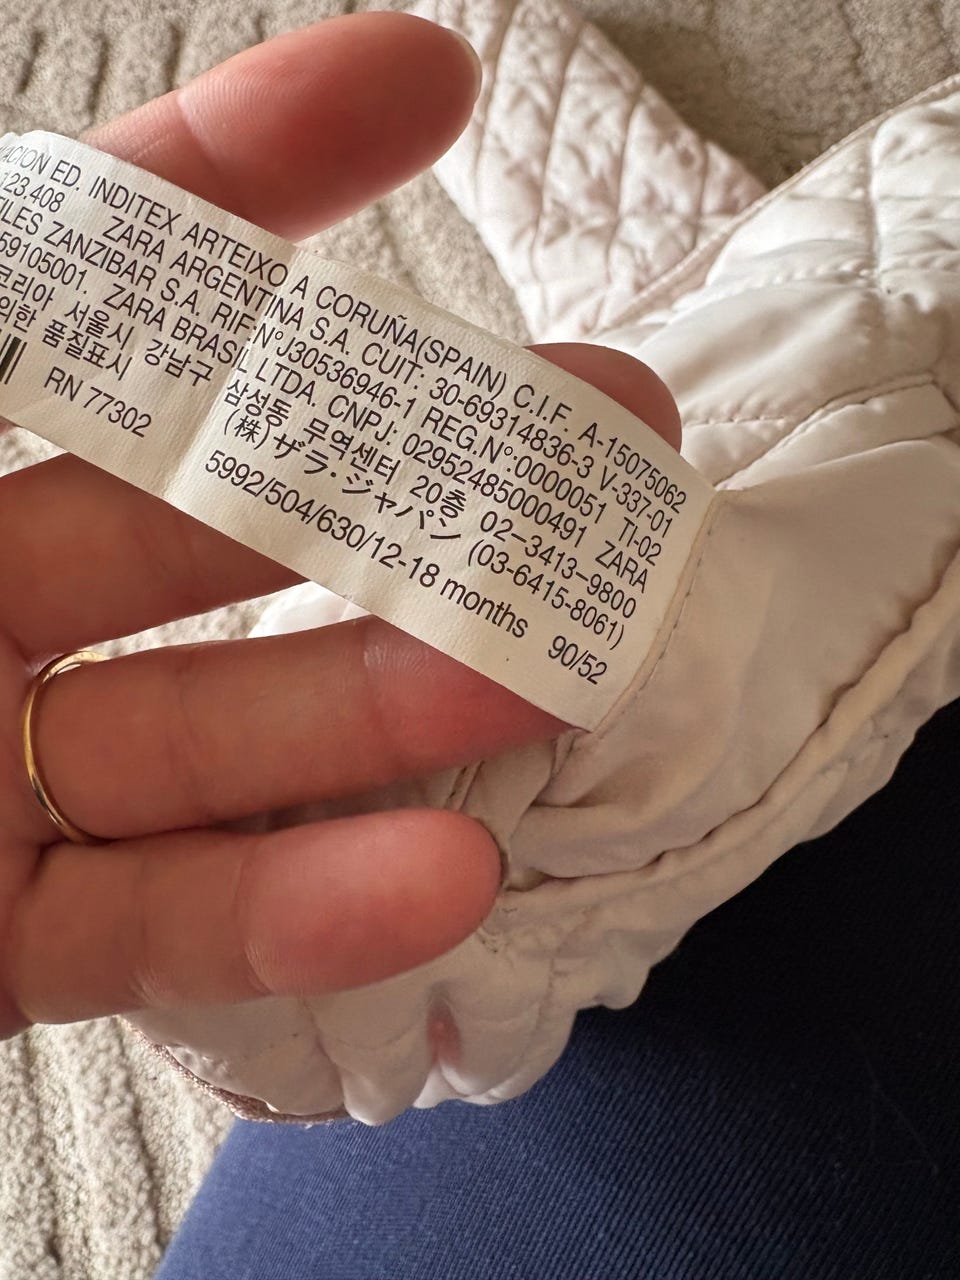 ACION ED. INDITEX ARTEIXO A CORUÑA(SPAIN) C.I.F. A-15075062
123.408 ZARA ARGENTINA S.A. CUIT: 30-69314836-3 V-337-01
ILES ZANZIBAR S.A. RIF-N°J30536946-1 REG.N°:0000051 TI-02
59105001. ZARA BRASIL LTDA. CNPJ: 02952485000491 ZARA
코리아 서울시 강남구 삼성동 무역센터 20층 02-3413-9800
의한 품질표시 (株)ザラ・ジャパン (03-6415-8061)
RN 77302 5992/504/630/12-18 months 90/52